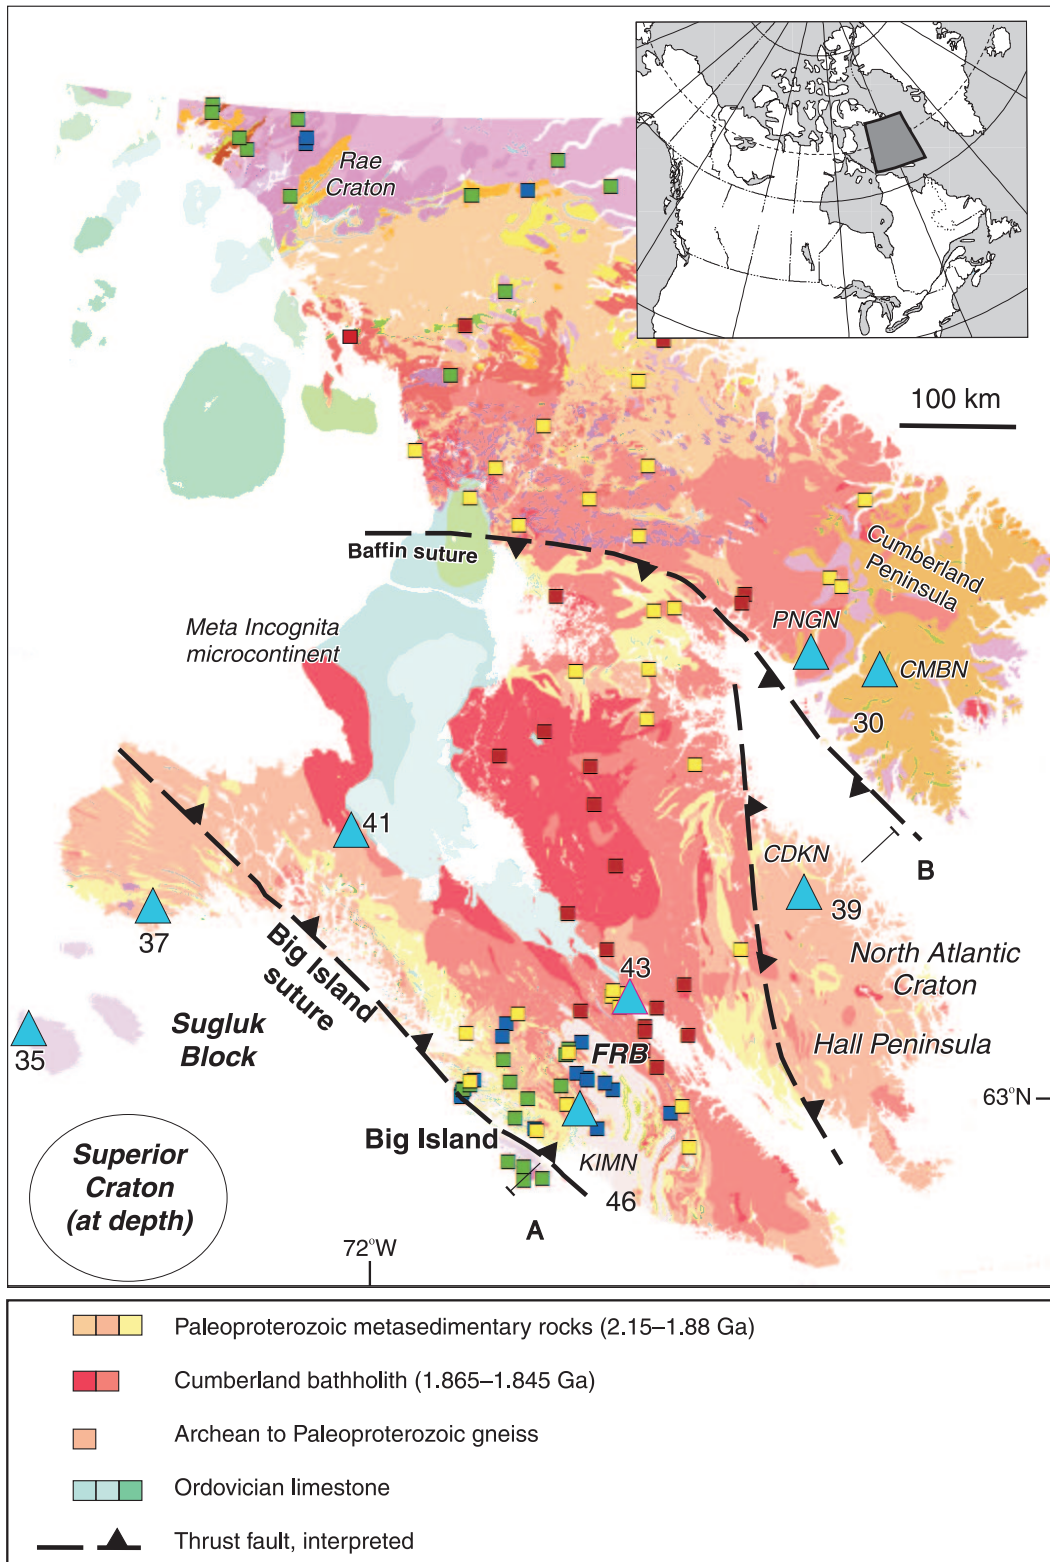 Rae
Craton
100 km
Baffin suture
Cumberland
Peninsula
Meta Incognita
microcontinent
PNGN
CMBN
30
41
CDKN
B
39
37
Big Island
suture
North Atlantic
Craton
43
Sugluk
Block
35
FRB
Hall Peninsula
63°N
Big Island
KIMN
46
Superior
Craton
(at depth)
A
72°W
Paleoproterozoic metasedimentary rocks (2.15–1.88 Ga)
Cumberland bathholith (1.865–1.845 Ga)
Archean to Paleoproterozoic gneiss
Ordovician limestone
Thrust fault, interpreted